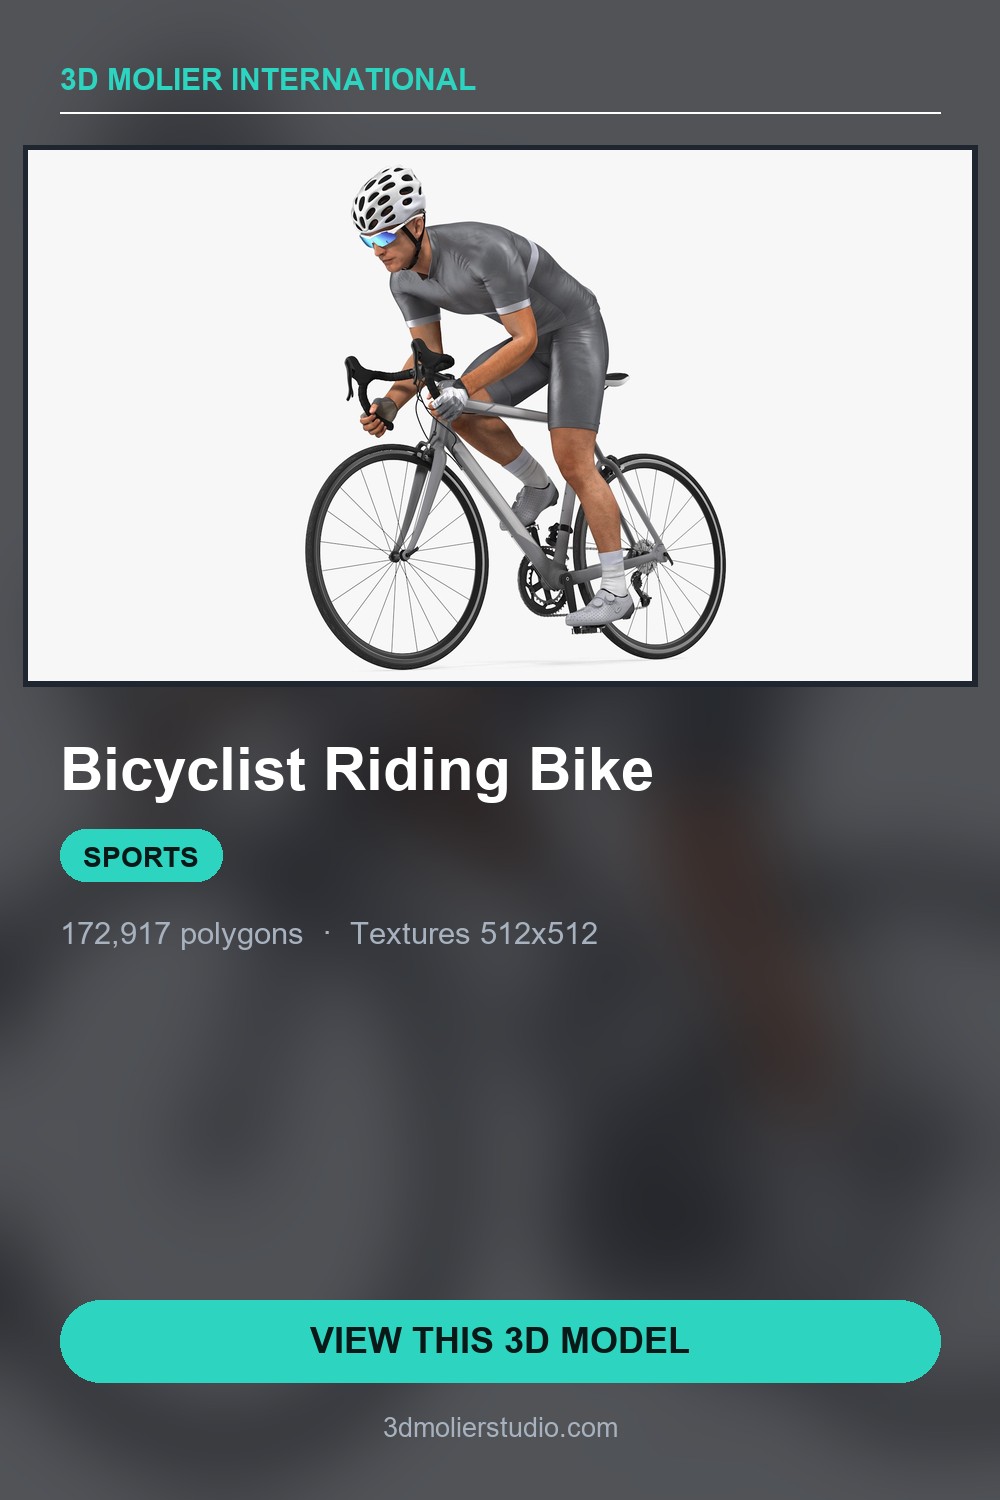 3D MOLIER INTERNATIONAL
Bicyclist Riding Bike
SPORTS
172,917 polygons · Textures 512x512
VIEW THIS 3D MODEL
3dmolierstudio.com